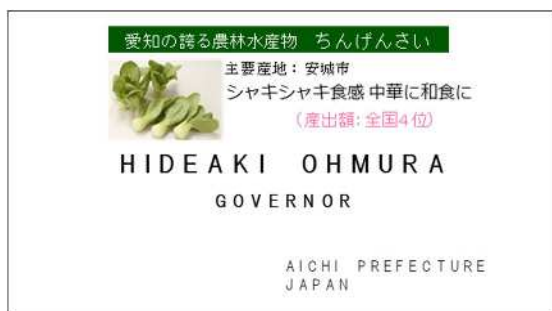 愛知の誇る農林水産物 ちんげんさい
主要産地:安城市
シャキシャキ食感 中華に和食に
(産出額:全国4位)
HIDEAKI OHMURA
GOVERNOR
AICHI PREFECTURE
JAPAN